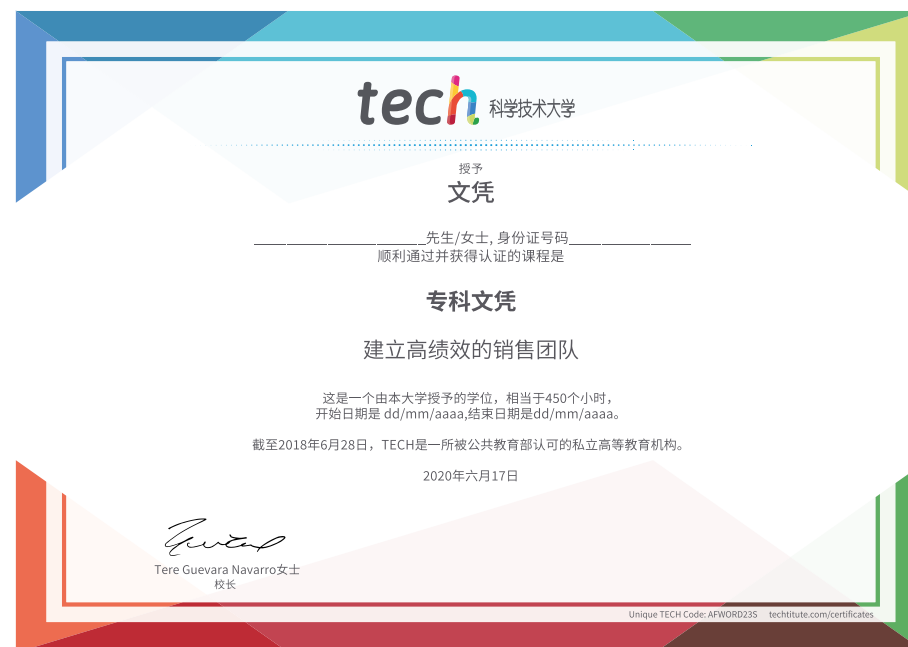 tech 科学技术大学
授予
文凭
______________________先生/女士, 身份证号码________________
顺利通过并获得认证的课程是
专科文凭
建立高绩效的销售团队
这是一个由本大学授予的学位，相当于450个小时，
开始日期是 dd/mm/aaaa,结束日期是dd/mm/aaaa。
截至2018年6月28日，TECH是一所被公共教育部认可的私立高等教育机构。
2020年六月17日
Tere Guevara Navarro女士
校长
Unique TECH Code: AFWORD23S techtitute.com/certificates